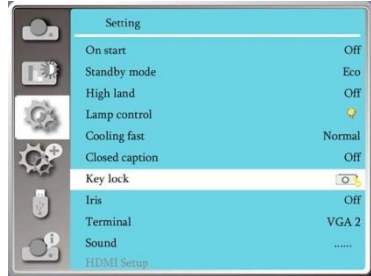 Setting
On start Off
Standby mode Eco
High land Off
Lamp control
Cooling fast Normal
Closed caption Off
Key lock
Iris Off
Terminal VGA 2
Sound ......
HDMI Setup